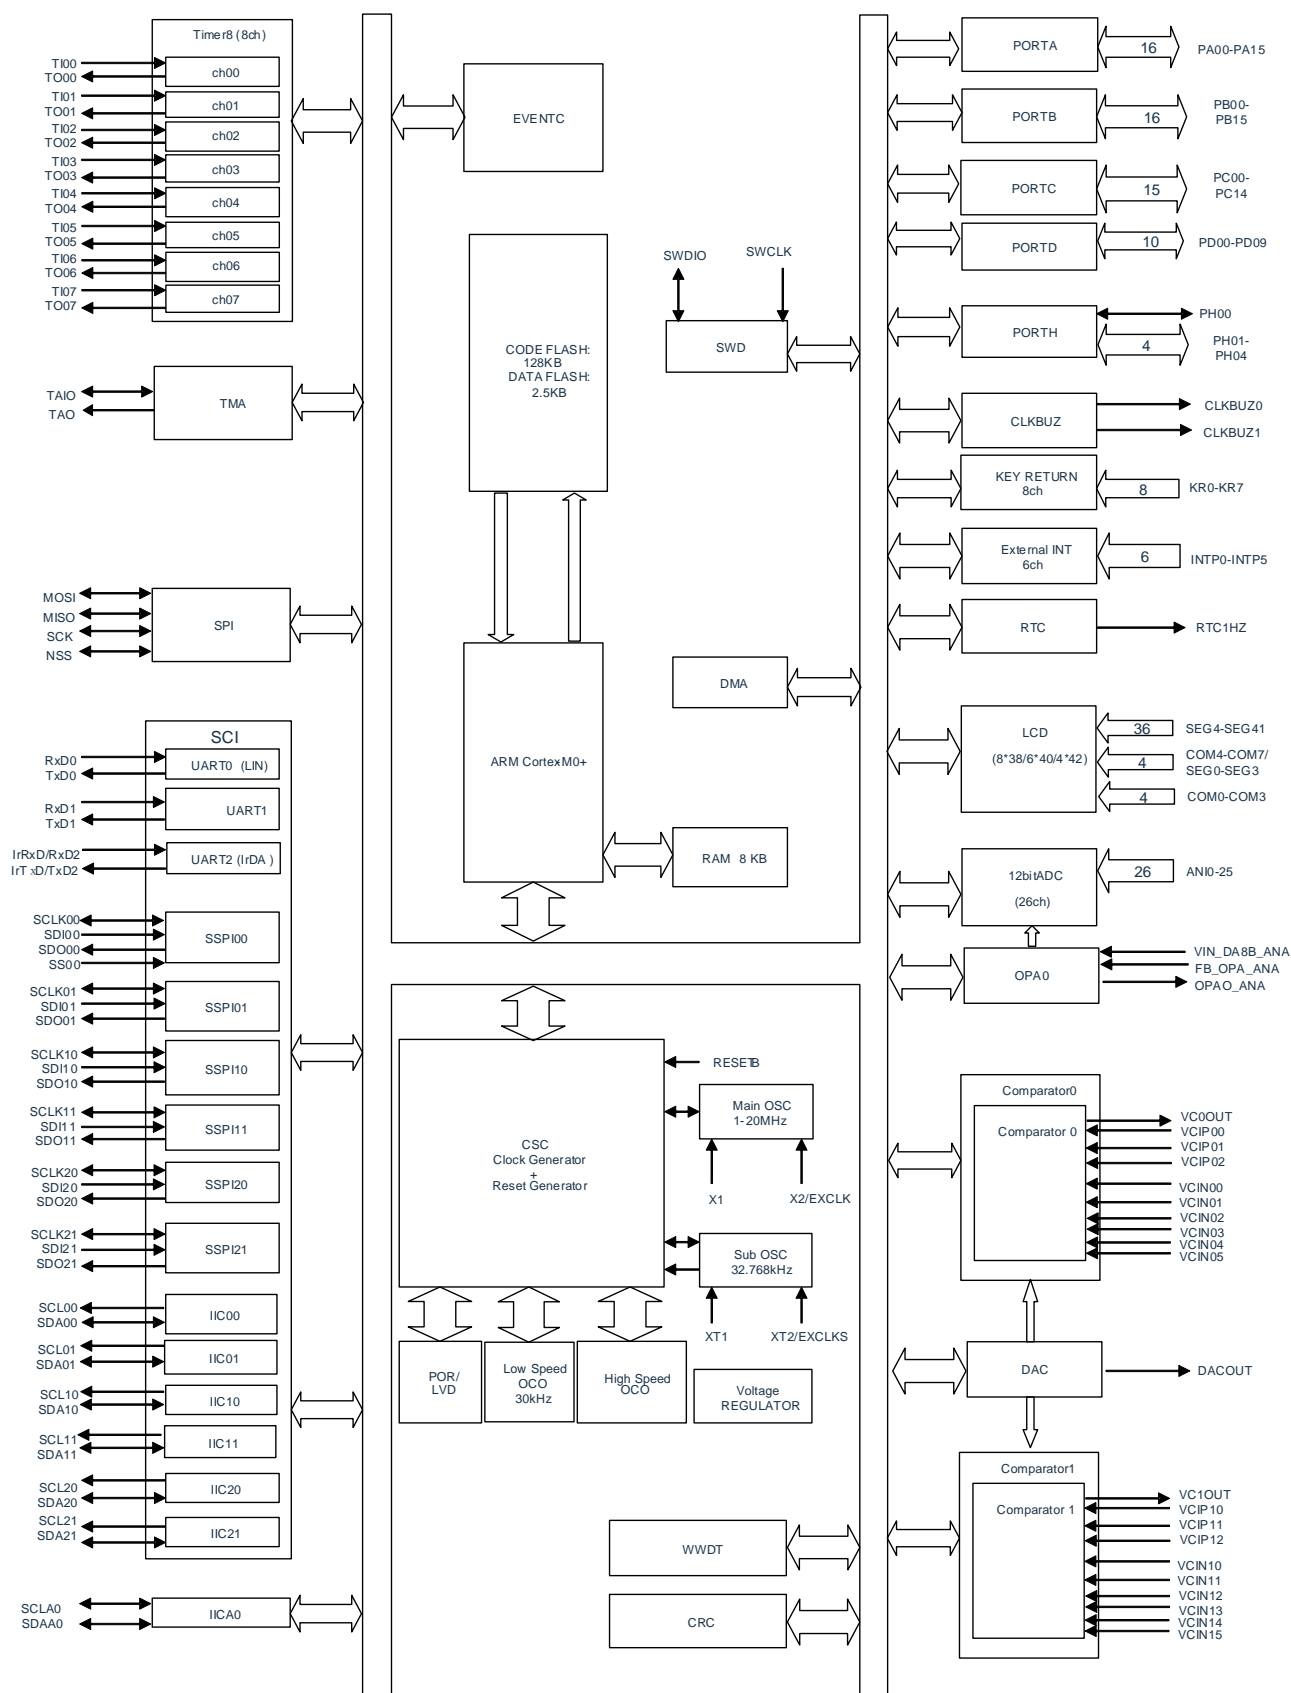 Timer8 (8ch)
TI00
TO00
ch00
TI01
TO01
ch01
TI02
TO02
ch02
TI03
TO03
ch03
TI04
TO04
ch04
TI05
TO05
ch05
TI06
TO06
ch06
TI07
TO07
ch07
TAIO
TAO
TMA
MOSI
MISO
SCK
NSS
SPI
SCI
RxD0
TxD0
UART0 (LIN)
RxD1
TxD1
UART1
IrRxD/RxD2
IrTxD/TxD2
UART2 (IrDA )
SCLK00
SDI00
SDO00
SS00
SSPI00
SCLK01
SDI01
SDO01
SSPI01
SCLK10
SDI10
SDO10
SSPI10
SCLK11
SDI11
SDO11
SSPI11
SCLK20
SDI20
SDO20
SSPI20
SCLK21
SDI21
SDO21
SSPI21
SCL00
SDA00
IIC00
SCL01
SDA01
IIC01
SCL10
SDA10
IIC10
SCL11
SDA11
IIC11
SCL20
SDA20
IIC20
SCL21
SDA21
IIC21
SCLA0
SDAA0
IICA0
EVENTC
CODE FLASH:
128KB
DATA FLASH:
2.5KB
SWDIO
SWCLK
SWD
DMA
ARM CortexM0+
RAM 8 KB
CSC
Clock Generator
+
Reset Generator
RESETB
Main OSC
1-20MHz
X1
X2/EXCLK
Sub OSC
32.768kHz
XT1
XT2/EXCLKS
POR/
LVD
Low Speed
OCO
30kHz
High Speed
OCO
Voltage
REGULATOR
WWDT
CRC
PORTA
16
PA00-PA15
PORTB
16
PB00-
PB15
PORTC
15
PC00-
PC14
PORTD
10
PD00-PD09
PORTH
PH00
4
PH01-
PH04
CLKBUZ
CLKBUZ0
CLKBUZ1
KEY RETURN
8ch
8
KR0-KR7
External INT
6ch
6
INTP0-INTP5
RTC
RTC1HZ
LCD
(8*38/6*40/4*42)
36
SEG4-SEG41
4
COM4-COM7/
SEG0-SEG3
4
COM0-COM3
12bitADC
(26ch)
26
ANI0-25
OPA0
VIN_DA8B_ANA
FB_OPA_ANA
OPAO_ANA
Comparator0
Comparator 0
VC0OUT
VCIP00
VCIP01
VCIP02
VCIN00
VCIN01
VCIN02
VCIN03
VCIN04
VCIN05
DAC
DACOUT
Comparator1
Comparator 1
VC1OUT
VCIP10
VCIP11
VCIP12
VCIN10
VCIN11
VCIN12
VCIN13
VCIN14
VCIN15